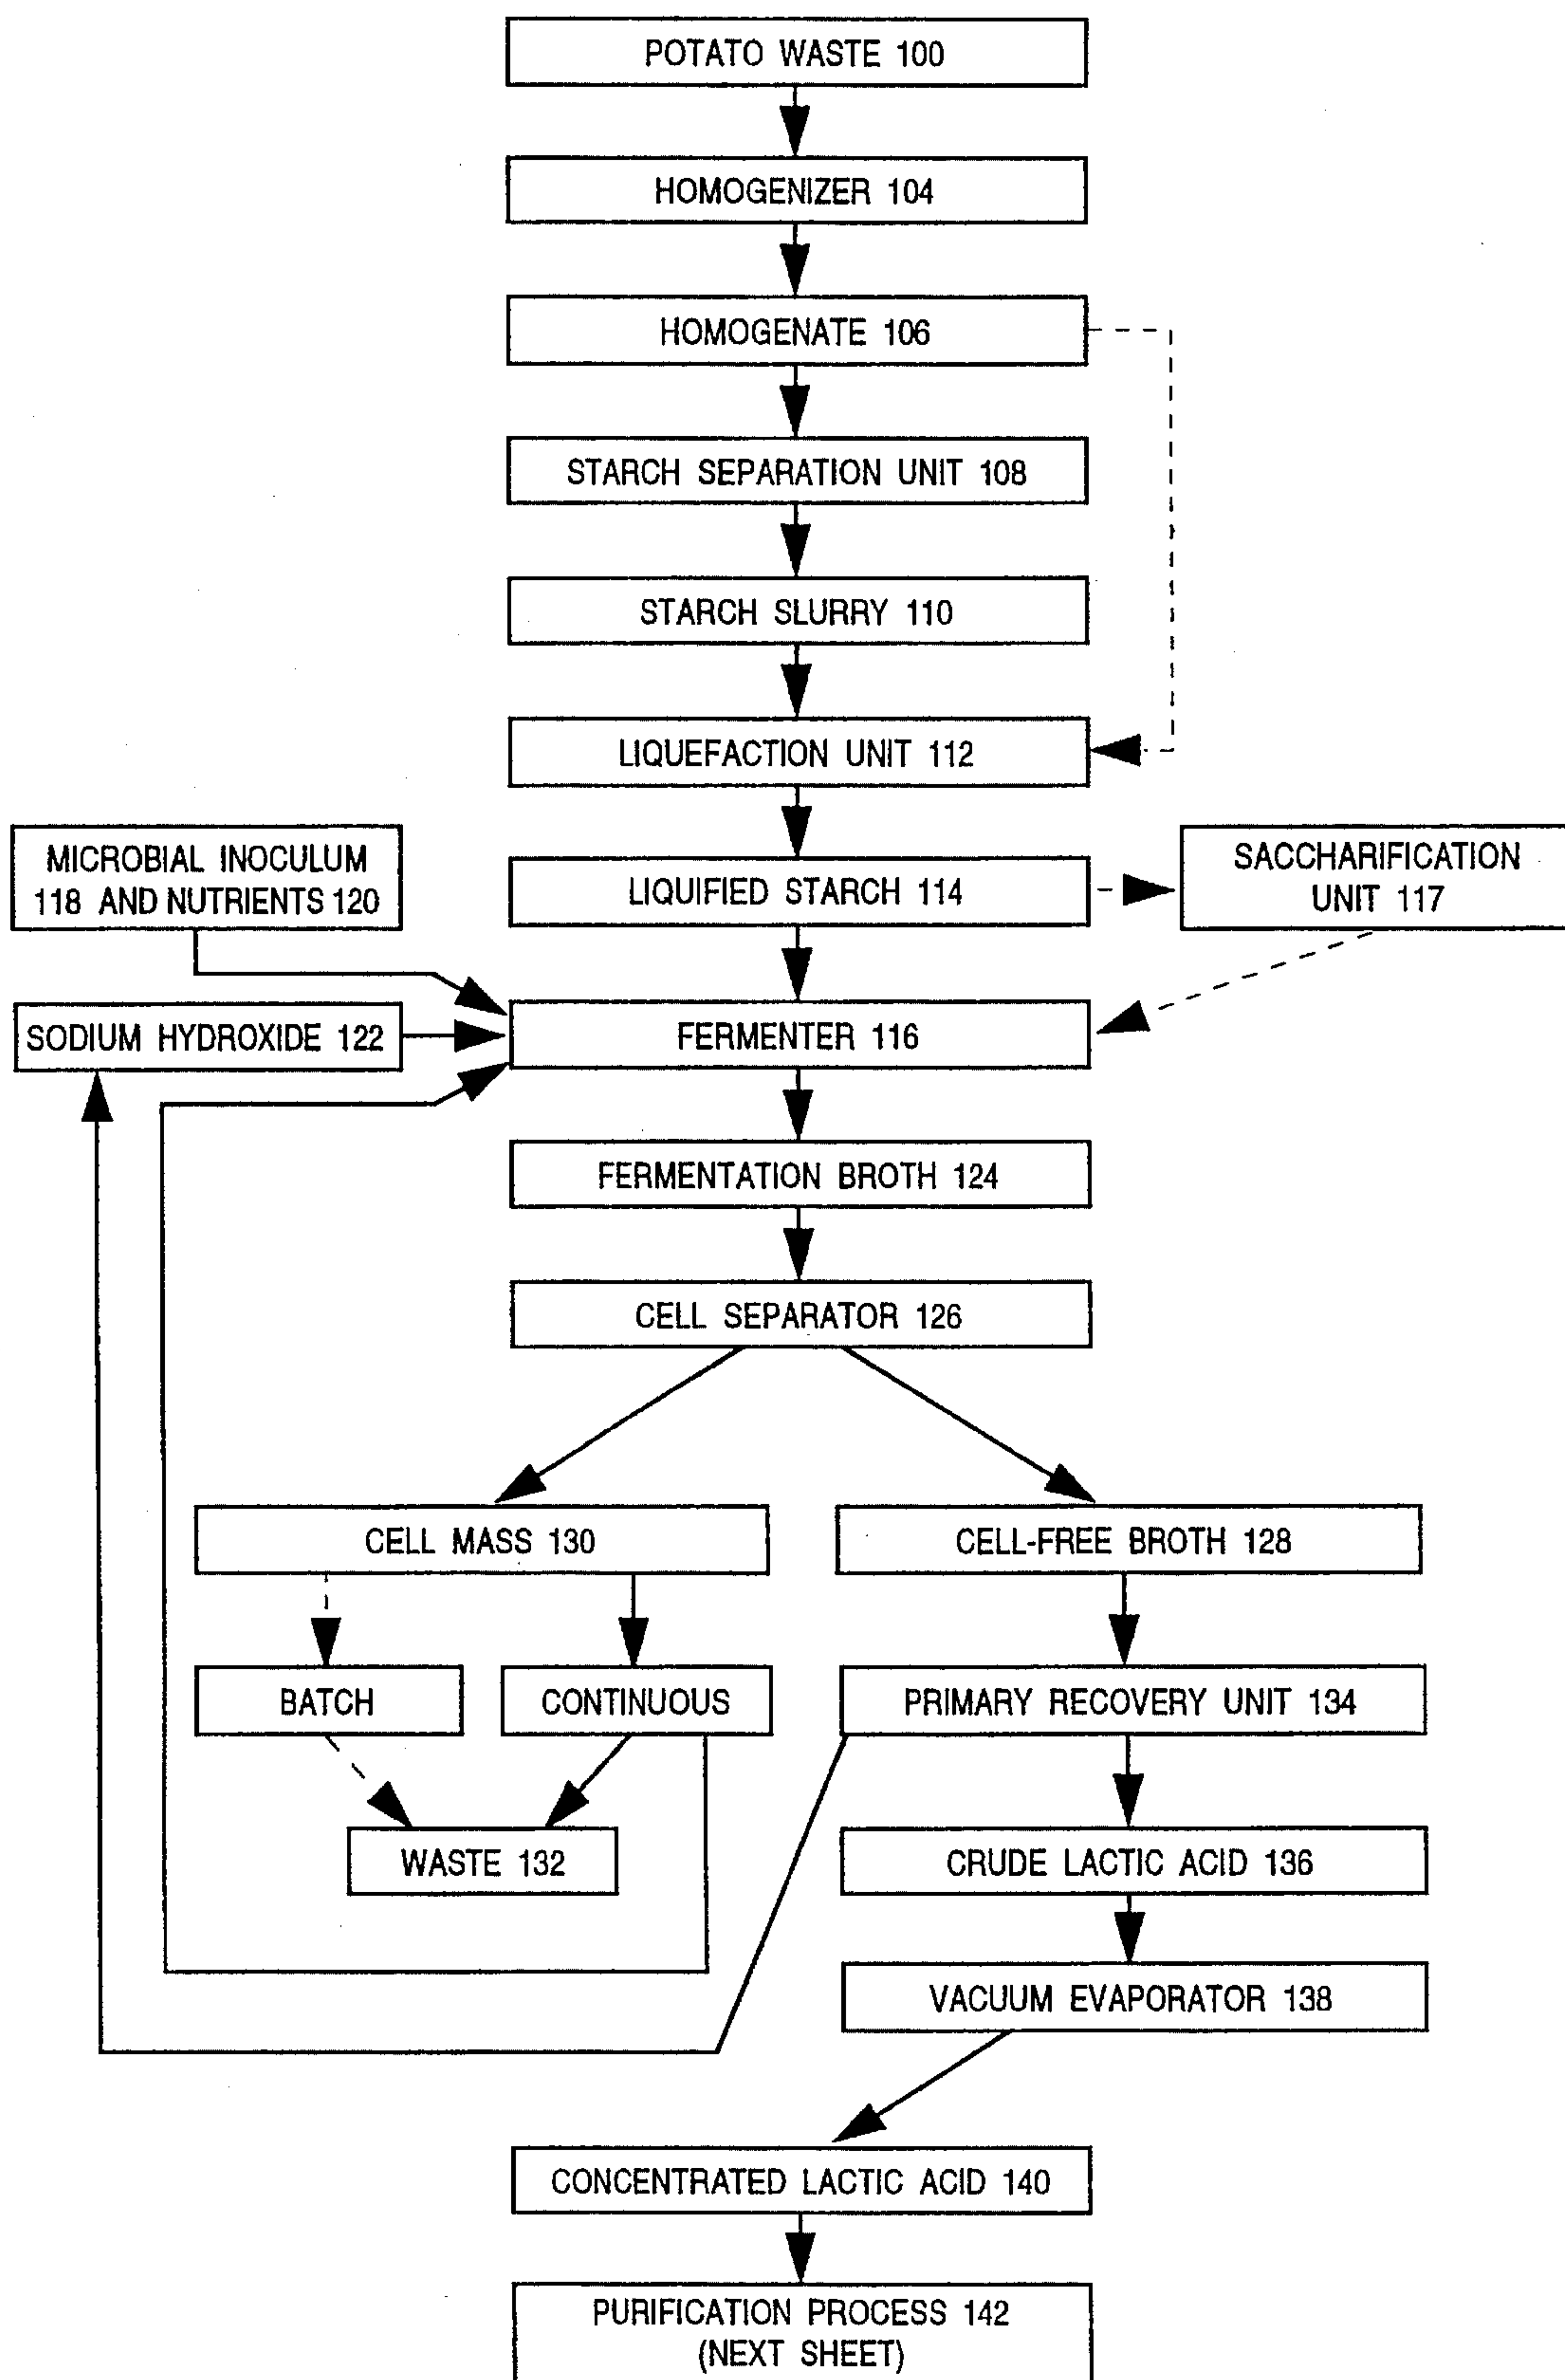 POTATO WASTE 100
HOMOGENIZER 104
HOMOGENATE 106
STARCH SEPARATION UNIT 108
STARCH SLURRY 110
LIQUEFACTION UNIT 112
MICROBIAL INOCULUM
118 AND NUTRIENTS 120
LIQUIFIED STARCH 114
SACCHARIFICATION
UNIT 117
SODIUM HYDROXIDE 122
FERMENTER 116
FERMENTATION BROTH 124
CELL SEPARATOR 126
CELL MASS 130
CELL-FREE BROTH 128
BATCH
CONTINUOUS
PRIMARY RECOVERY UNIT 134
WASTE 132
CRUDE LACTIC ACID 136
VACUUM EVAPORATOR 138
CONCENTRATED LACTIC ACID 140
PURIFICATION PROCESS 142
(NEXT SHEET)